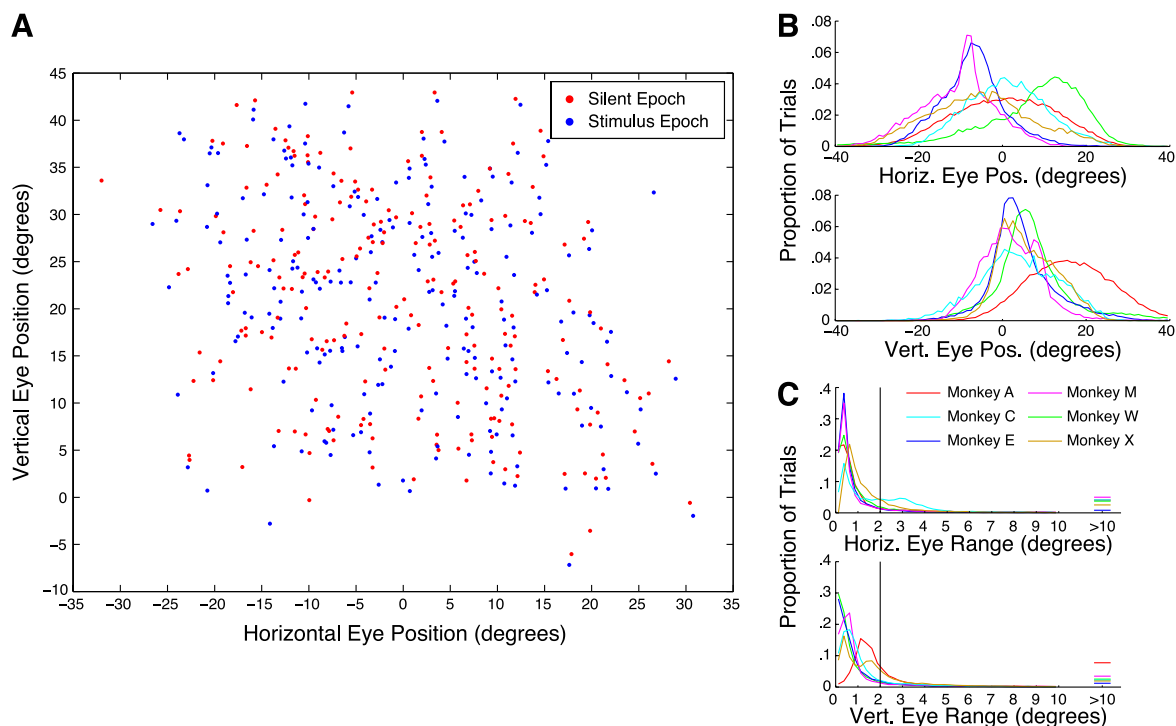 A
Vertical Eye Position (degrees)
45
40
35
30
25
20
15
10
5
0
−5
−10
−35 −30 −25 −20 −15 −10 −5 0 5 10 15 20 25 30 35
Horizontal Eye Position (degrees)
Silent Epoch
Stimulus Epoch
B
Proportion of Trials
.08
.06
.04
.02
0
−40 −20 0 20 40
Horiz. Eye Pos. (degrees)
.08
.06
.04
.02
0
−40 −20 0 20 40
Vert. Eye Pos. (degrees)
C
Proportion of Trials
.4
.3
.2
.1
0
Monkey A Monkey M
Monkey C Monkey W
Monkey E Monkey X
0 1 2 3 4 5 6 7 8 9 10 >10
Horiz. Eye Range (degrees)
.4
.3
.2
.1
0
0 1 2 3 4 5 6 7 8 9 10 >10
Vert. Eye Range (degrees)